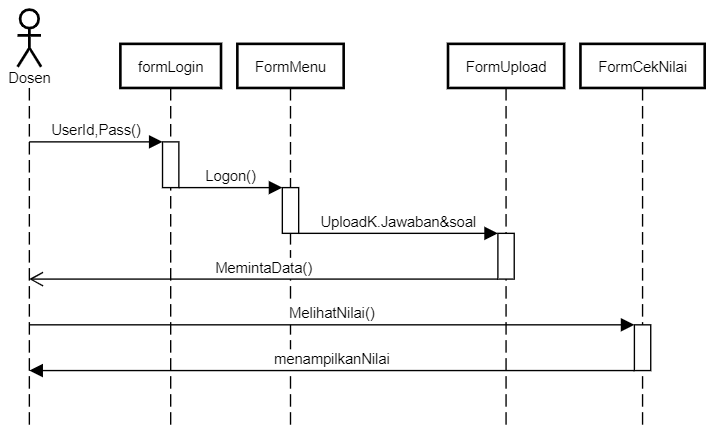 Dosen
formLogin
FormMenu
FormUpload
FormCekNilai
UserId,Pass()
Logon()
UploadK.Jawaban&soal
MemintaData()
MelihatNilai()
menampilkanNilai